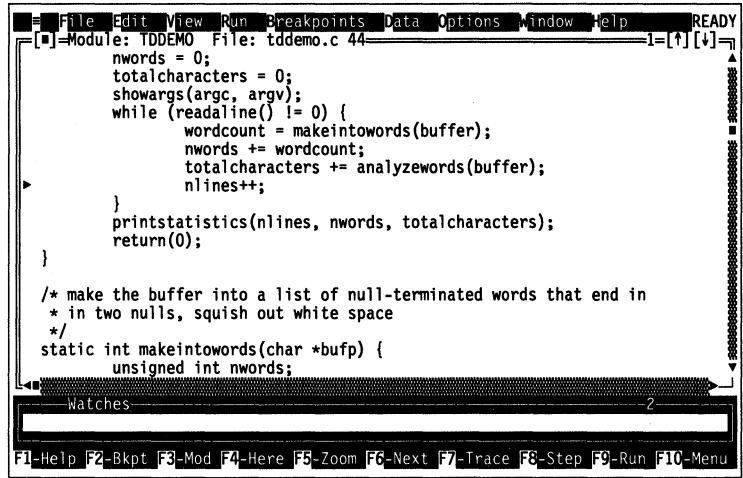 ≡ File Edit View Run Breakpoints Data Options Window Help READY
[■]=Module: TDDEMO File: tddemo.c 44 1=[↑][↓]
nwords = 0;
totalcharacters = 0;
showargs(argc, argv);
while (readaline() != 0) {
wordcount = makeintowords(buffer);
nwords += wordcount;
totalcharacters += analyzewords(buffer);
nlines++;
}
printstatistics(nlines, nwords, totalcharacters);
return(0);
}
/* make the buffer into a list of null-terminated words that end in
* in two nulls, squish out white space
*/
static int makeintowords(char *bufp) {
unsigned int nwords;
Watches 2
F1-Help F2-Bkpt F3-Mod F4-Here F5-Zoom F6-Next F7-Trace F8-Step F9-Run F10-Menu